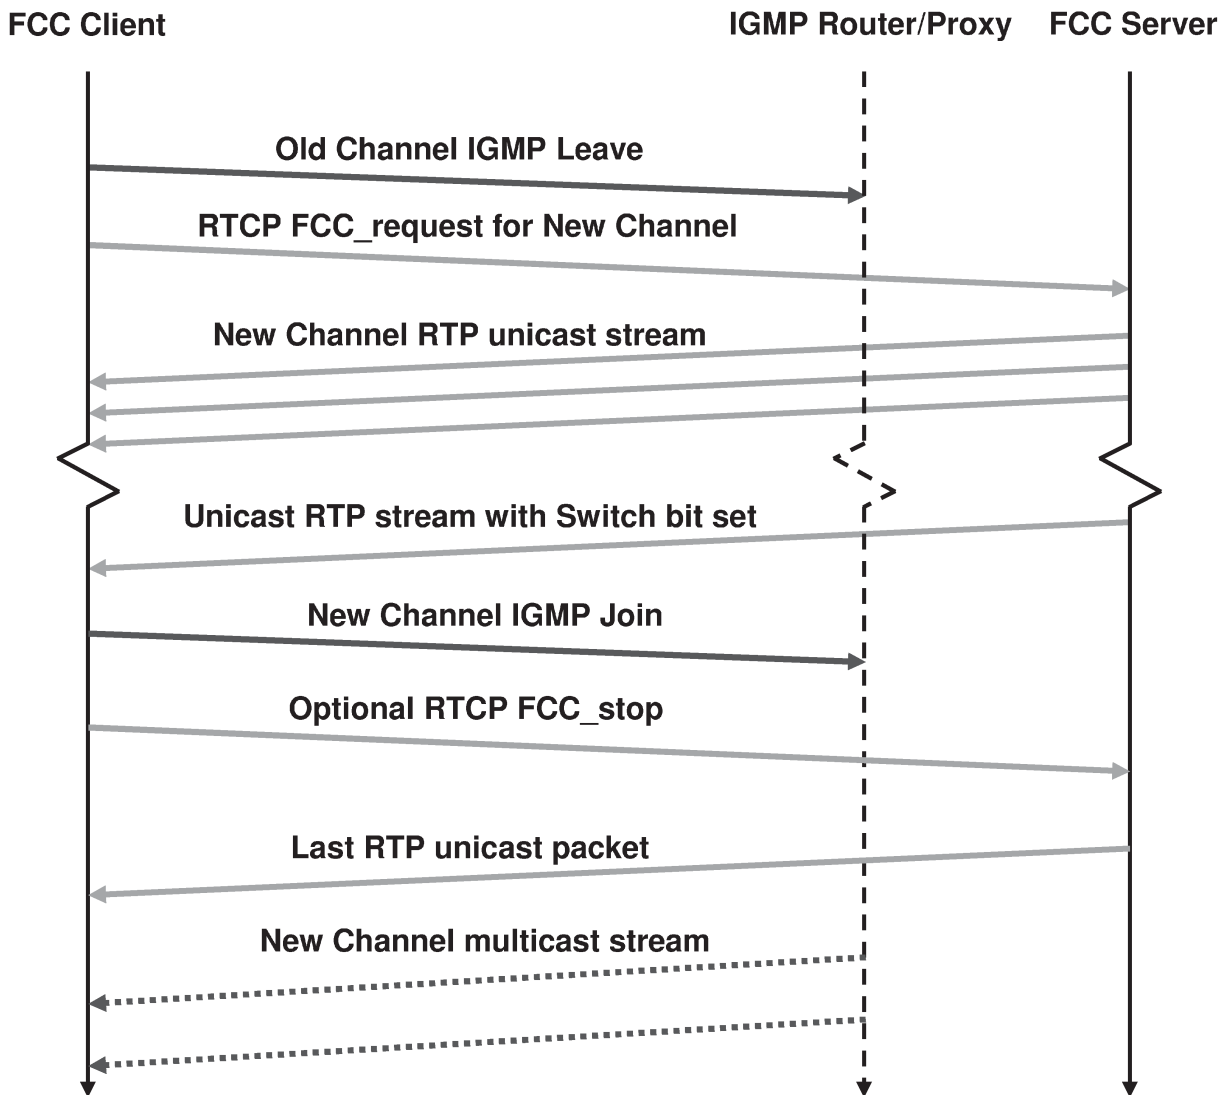 FCC Client
IGMP Router/Proxy
FCC Server
Old Channel IGMP Leave
RTCP FCC_request for New Channel
New Channel RTP unicast stream
Unicast RTP stream with Switch bit set
New Channel IGMP Join
Optional RTCP FCC_stop
Last RTP unicast packet
New Channel multicast stream